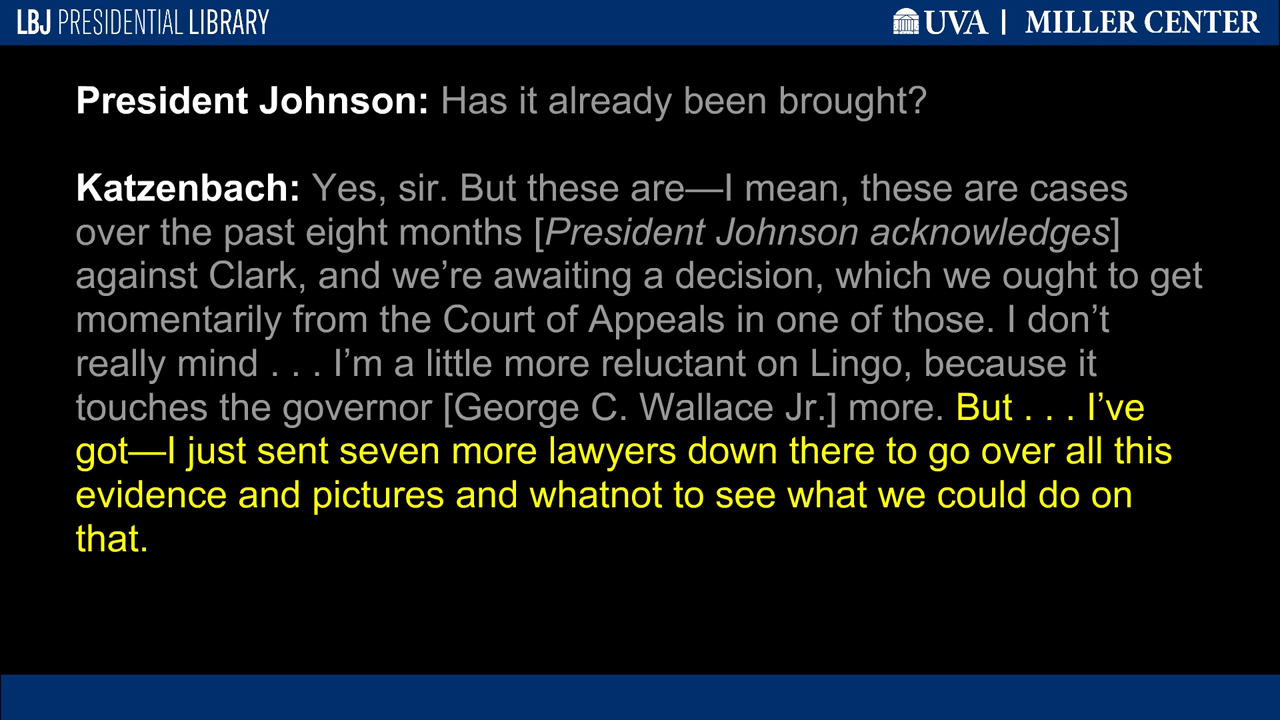 LBJ PRESIDENTIAL LIBRARY
UVA | MILLER CENTER
President Johnson: Has it already been brought?
Katzenbach: Yes, sir. But these are—I mean, these are cases
over the past eight months [President Johnson acknowledges]
against Clark, and we’re awaiting a decision, which we ought to get
momentarily from the Court of Appeals in one of those. I don’t
really mind . . . I’m a little more reluctant on Lingo, because it
touches the governor [George C. Wallace Jr.] more. But . . . I’ve
got—I just sent seven more lawyers down there to go over all this
evidence and pictures and whatnot to see what we could do on
that.